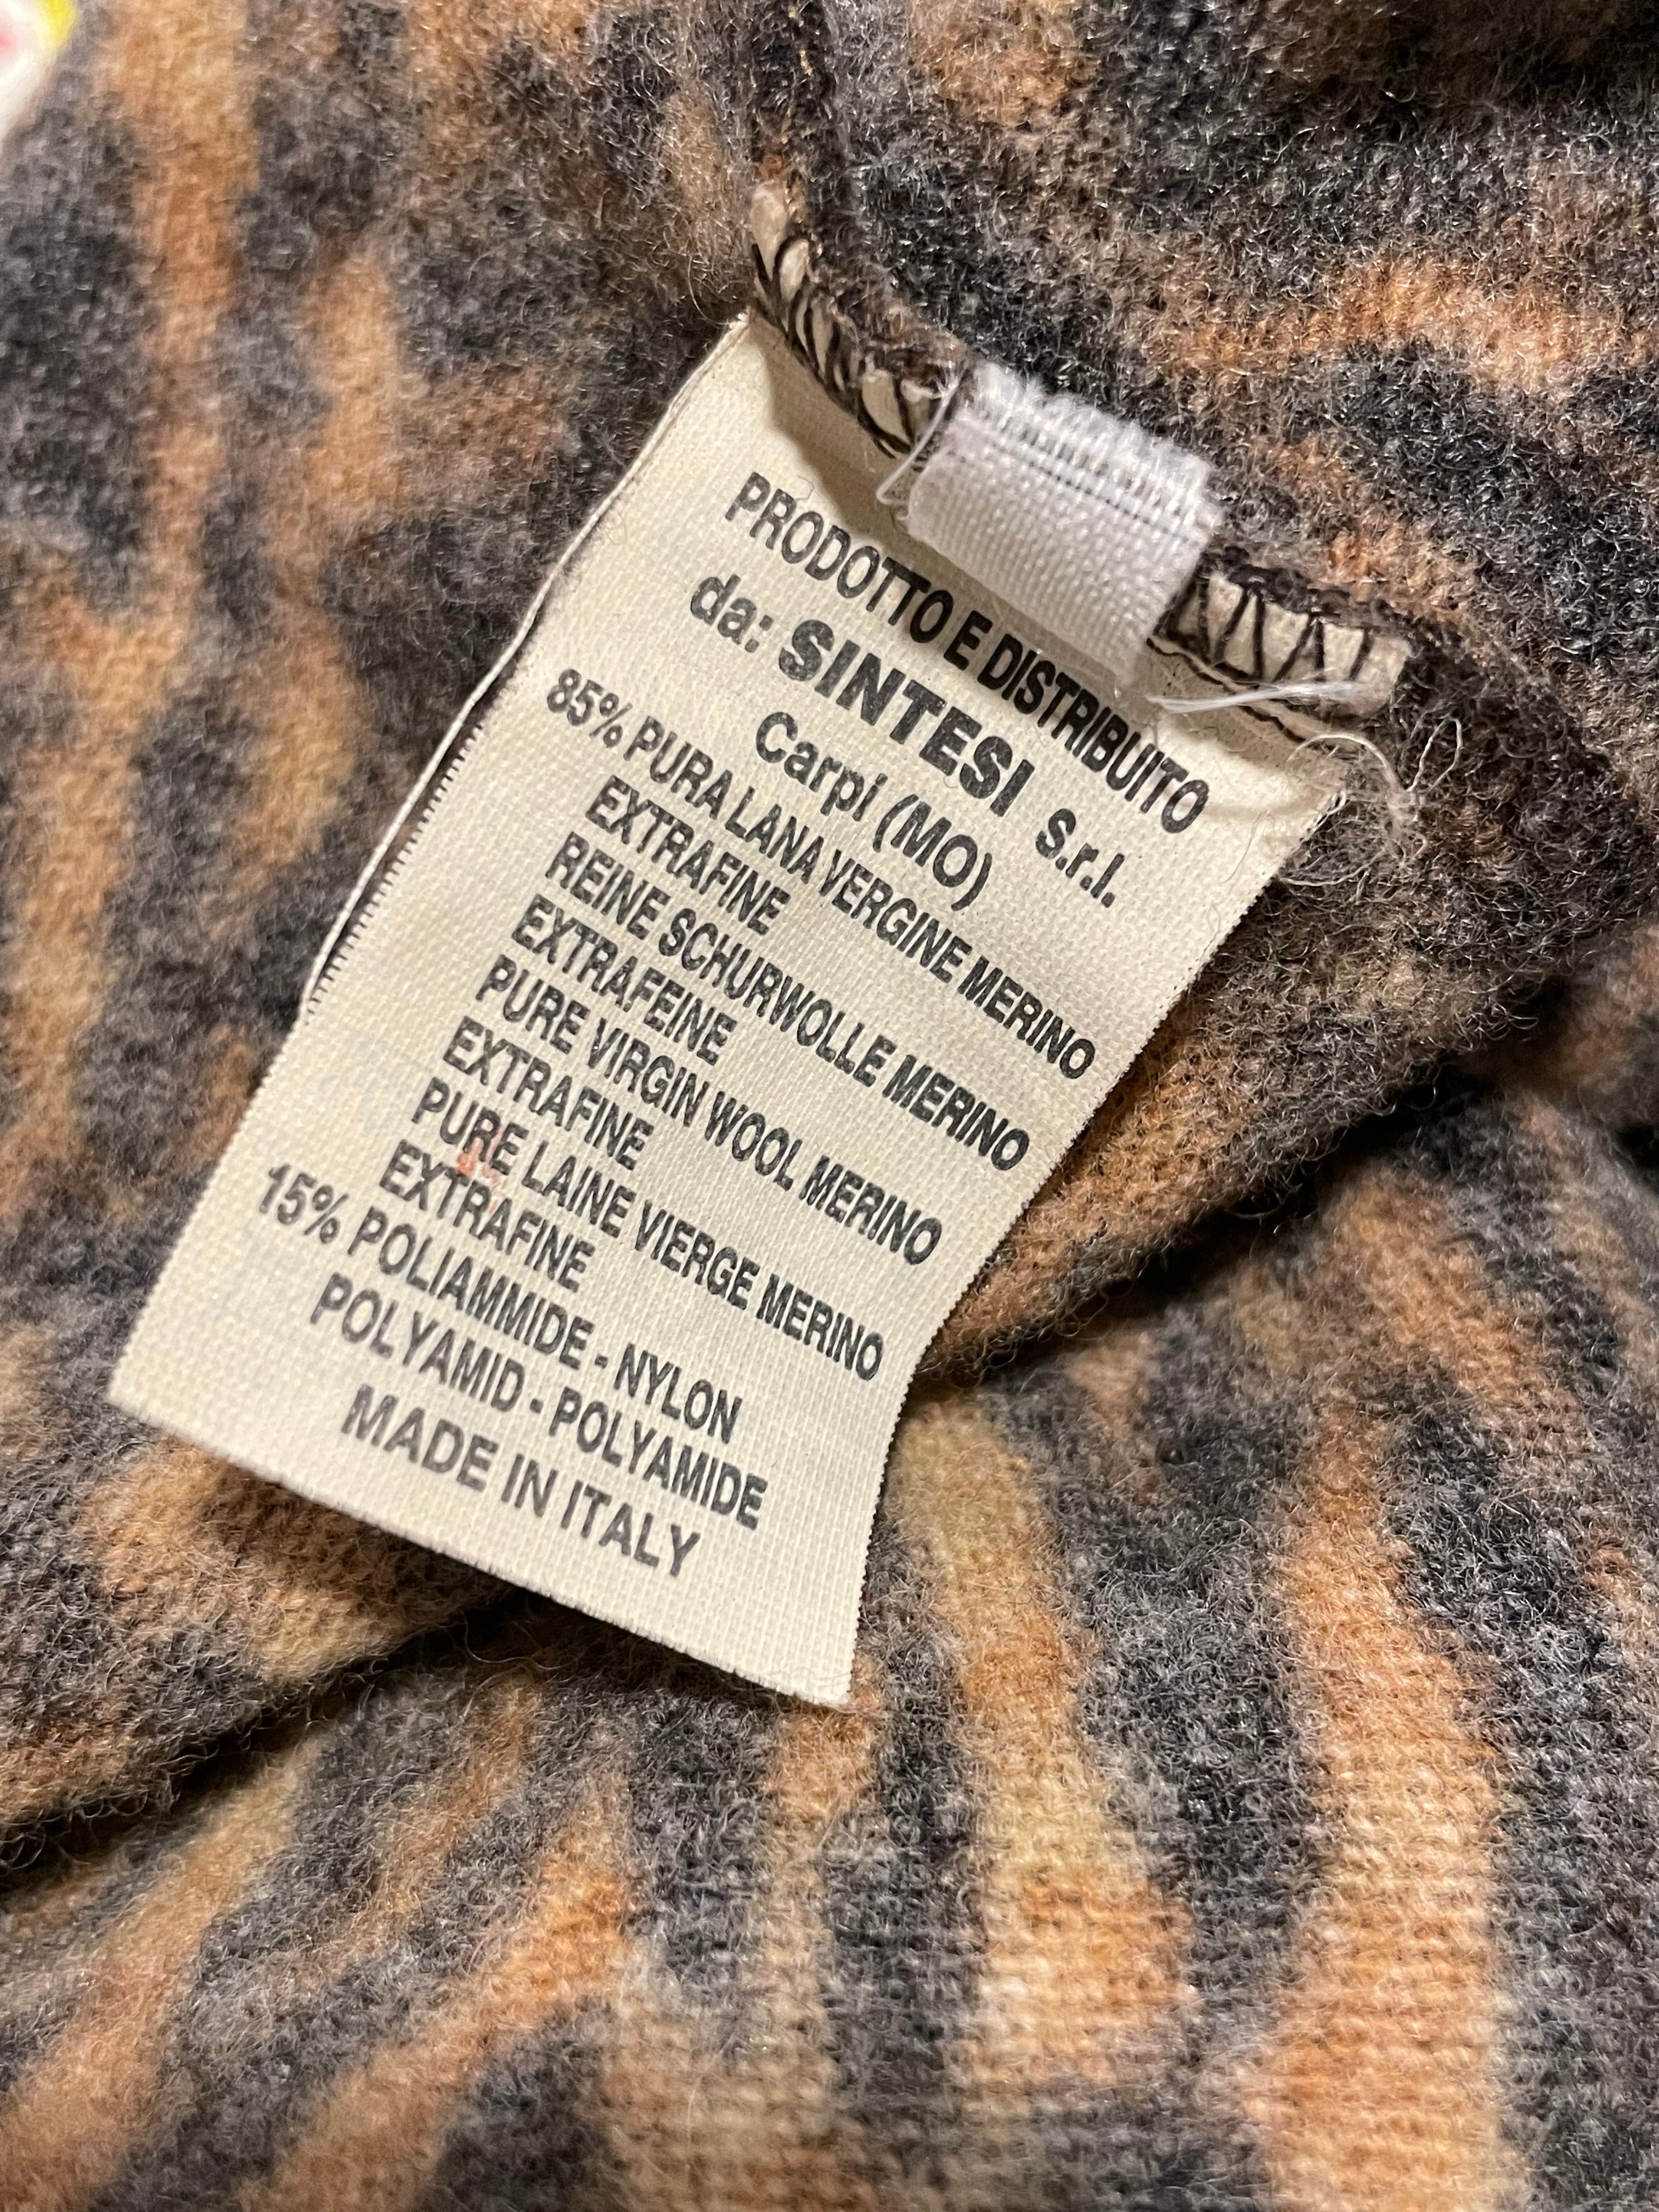 PRODOTTO E DISTRIBUITO
da: SINTESI s.r.l.
Carpi (MO)
85% PURA LANA VERGINE MERINO
EXTRAFINE
REINE SCHURWOLLE MERINO
EXTRAFEINE
PURE VIRGIN WOOL MERINO
EXTRAFINE
PURE LAINE VIERGE MERINO
EXTRAFINE
15% POLIAMMIDE - NYLON
POLYAMID - POLYAMIDE
MADE IN ITALY